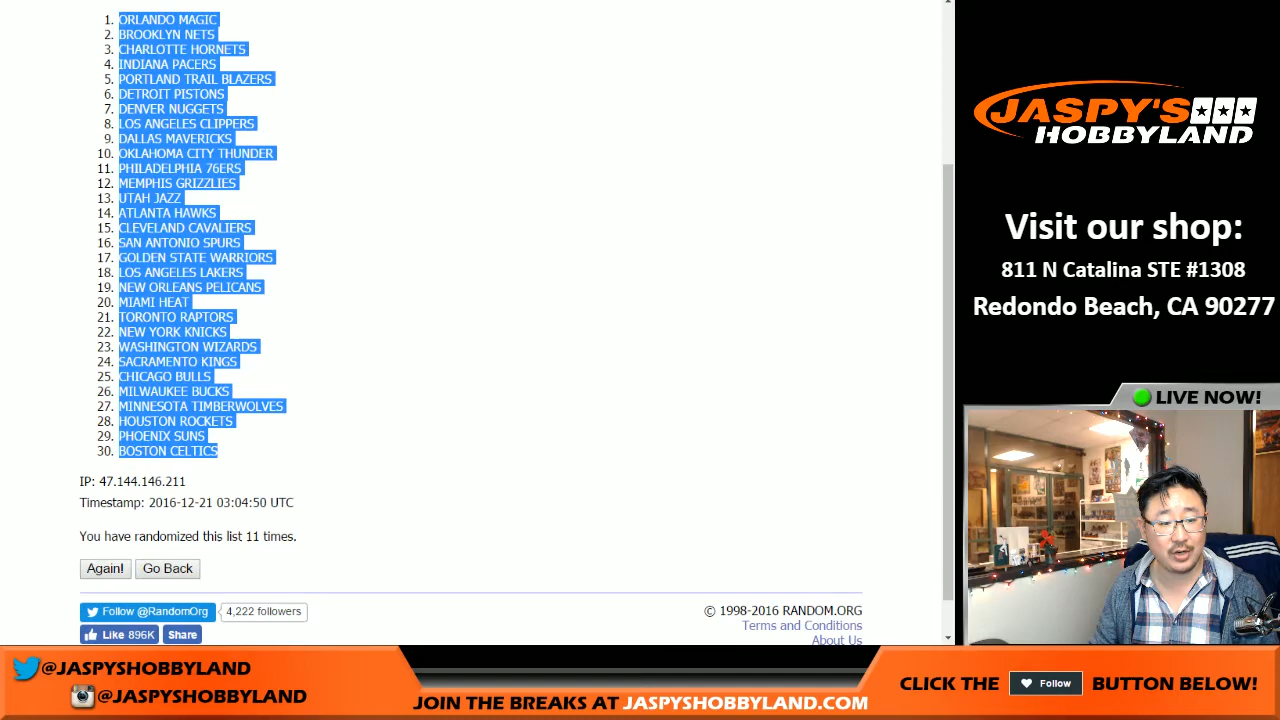 1. ORLANDO MAGIC
2. BROOKLYN NETS
3. CHARLOTTE HORNETS
4. INDIANA PACERS
5. PORTLAND TRAIL BLAZERS
6. DETROIT PISTONS
7. DENVER NUGGETS
8. LOS ANGELES CLIPPERS
9. DALLAS MAVERICKS
10. OKLAHOMA CITY THUNDER
11. PHILADELPHIA 76ERS
12. MEMPHIS GRIZZLIES
13. UTAH JAZZ
14. ATLANTA HAWKS
15. CLEVELAND CAVALIERS
16. SAN ANTONIO SPURS
17. GOLDEN STATE WARRIORS
18. LOS ANGELES LAKERS
19. NEW ORLEANS PELICANS
20. MIAMI HEAT
21. TORONTO RAPTORS
22. NEW YORK KNICKS
23. WASHINGTON WIZARDS
24. SACRAMENTO KINGS
25. CHICAGO BULLS
26. MILWAUKEE BUCKS
27. MINNESOTA TIMBERWOLVES
28. HOUSTON ROCKETS
29. PHOENIX SUNS
30. BOSTON CELTICS
IP: 47.144.146.211
Timestamp: 2016-12-21 03:04:50 UTC
You have randomized this list 11 times.
Again! Go Back
Follow @RandomOrg 4,222 followers
Like 896K Share
© 1998-2016 RANDOM.ORG
Terms and Conditions
About Us
JASPY'S
HOBBYLAND
Visit our shop:
811 N Catalina STE #1308
Redondo Beach, CA 90277
LIVE NOW!
@JASPYSHOBBYLAND
@JASPYSHOBBYLAND
JOIN THE BREAKS AT JASPYSHOBBYLAND.COM
CLICK THE Follow BUTTON BELOW!